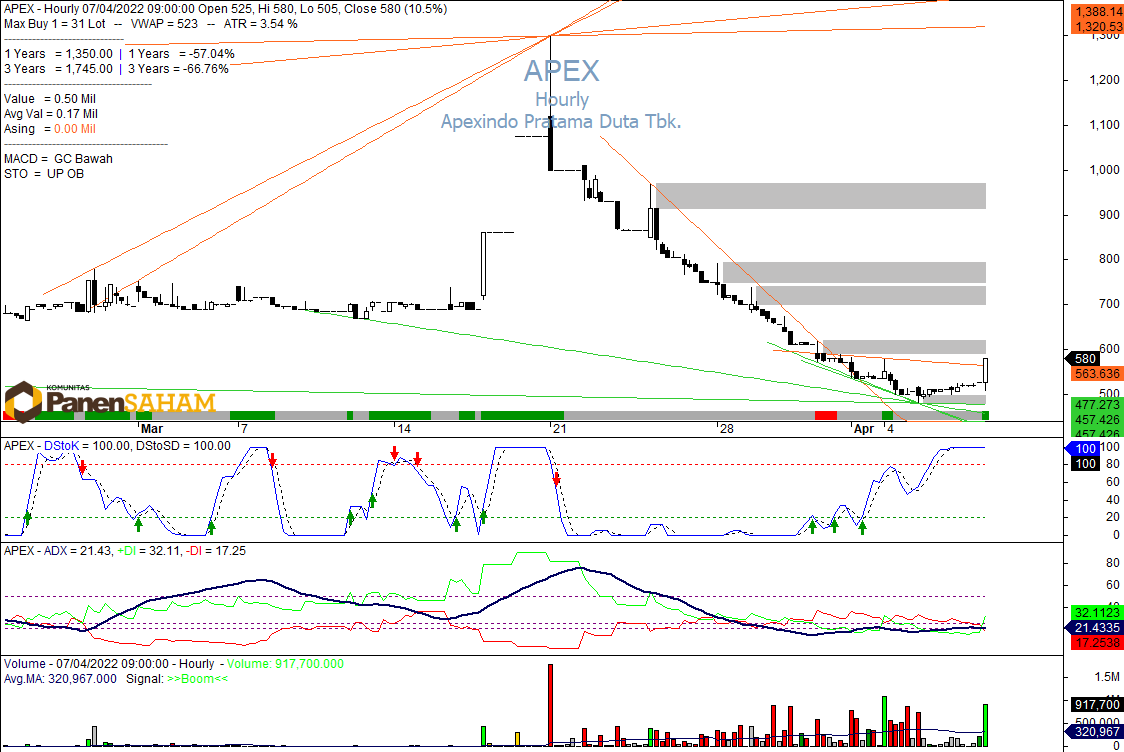 APEX - Hourly 07/04/2022 09:00:00 Open 525, Hi 580, Lo 505, Close 580 (10.5%)
Max Buy 1 = 31 Lot -- VWAP = 523 -- ATR = 3.54 %
1 Years = 1,350.00 | 1 Years = -57.04%
3 Years = 1,745.00 | 3 Years = -66.76%
Value = 0.50 Mil
Avg Val = 0.17 Mil
Asing = 0.00 Mil
MACD = GC Bawah
STO = UP OB
APEX
Hourly
Apexindo Pratama Duta Tbk.
1,388.14
1,320.53
1,300
1,200
1,100
1,000
900
800
700
600
580
563.636
500
477.273
457.426
457.426
KOMUNITAS
PanenSAHAM
Mar 7 14 21 28 Apr 4
APEX - DStoK = 100.00, DStoSD = 100.00
100
100
100
80
60
40
20
0
APEX - ADX = 21.43, +DI = 32.11, -DI = 17.25
80
60
40
32.1123
21.4335
17.2538
Volume - 07/04/2022 09:00:00 - Hourly - Volume: 917,700.000
Avg.MA: 320,967.000 Signal: >>Boom<<
1.5M
917,700
500,000
320,967
0